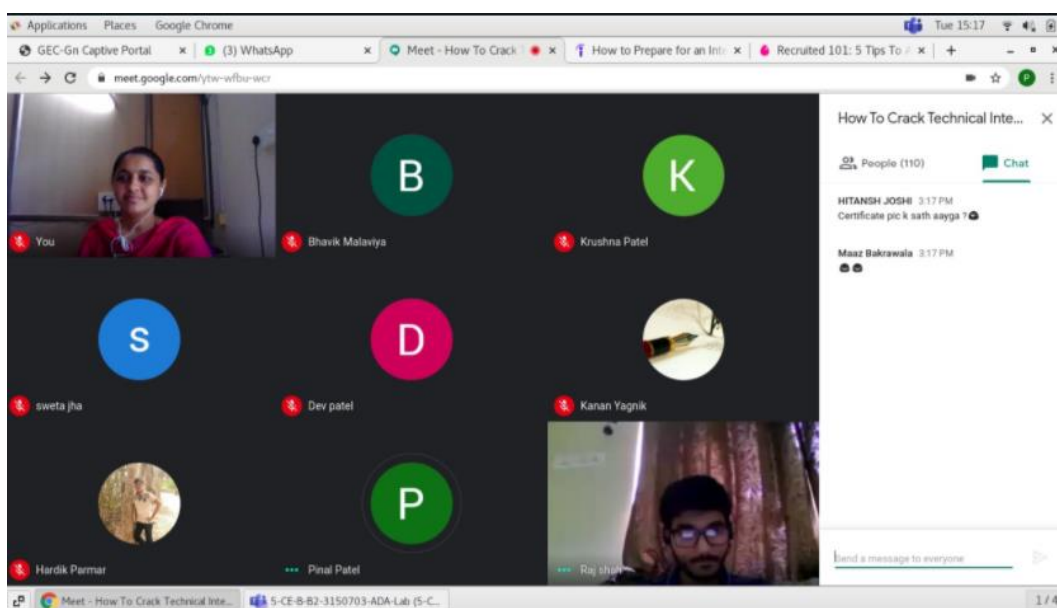 Applications Places Google Chrome
Tue 15:17
GEC-Gn Captive Portal
(3) WhatsApp
Meet - How To Crack
How to Prepare for an Int
Recruited 101: 5 Tips To
meet.google.com/ytw-wfbu-wcr
P
How To Crack Technical Inte...
People (110)
Chat
HITANSH JOSHI 3:17 PM
Certificate pic k sath aayga ?
Maaz Bakrawala 3:17 PM
B
K
You
Bhavik Malaviya
Krushna Patel
S
D
sweta jha
Dev patel
Kanan Yagnik
P
Hardik Parmar
Pinal Patel
Raj shah
Send a message to everyone
Meet - How To Crack Technical Inte...
5-CE-B-B2-3150703-ADA-Lab (5-C...
1 / 4